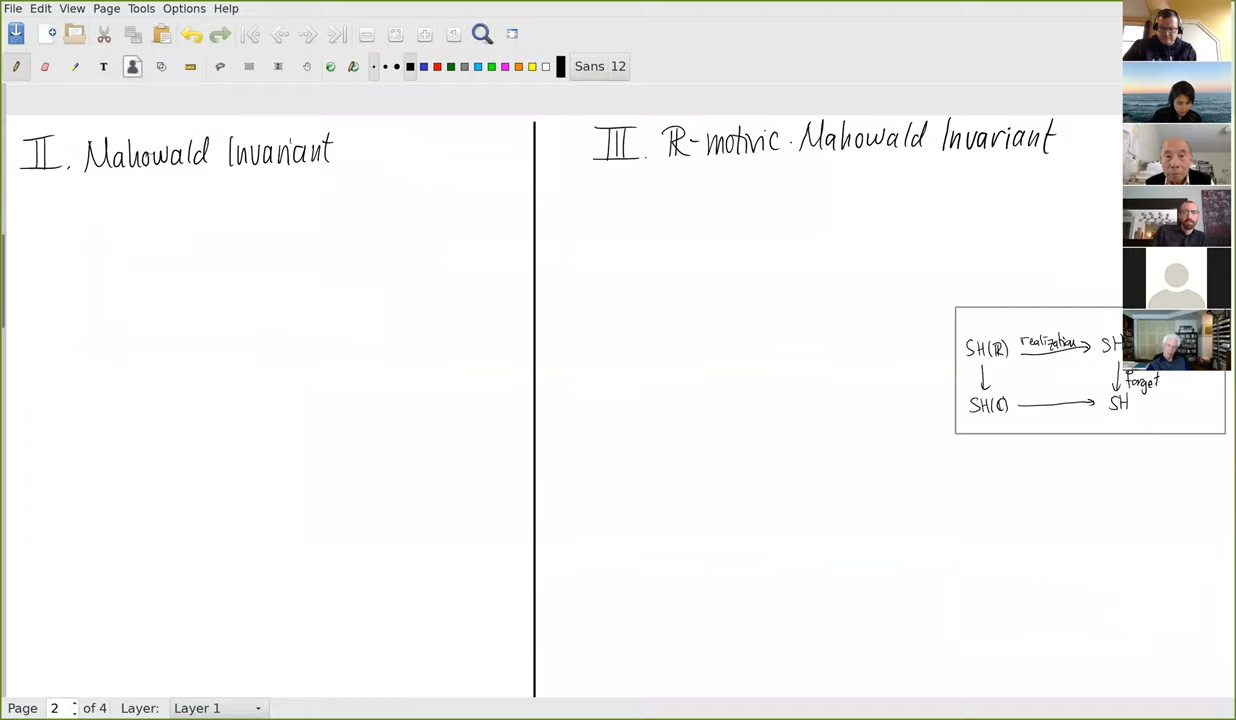 File Edit View Page Tools Options Help
Sans 12
II. Mahowald Invariant
III. ℝ-motivic Mahowald Invariant
SH(ℝ) realization SH
forget
SH(ℂ) SH
Page 2 of 4 Layer: Layer 1